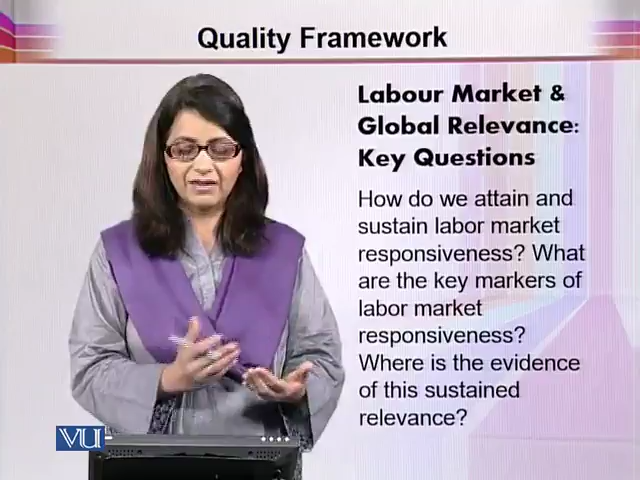 Quality Framework
Labour Market &
Global Relevance:
Key Questions
How do we attain and
sustain labor market
responsiveness? What
are the key markers of
labor market
responsiveness?
Where is the evidence
of this sustained
relevance?
VU